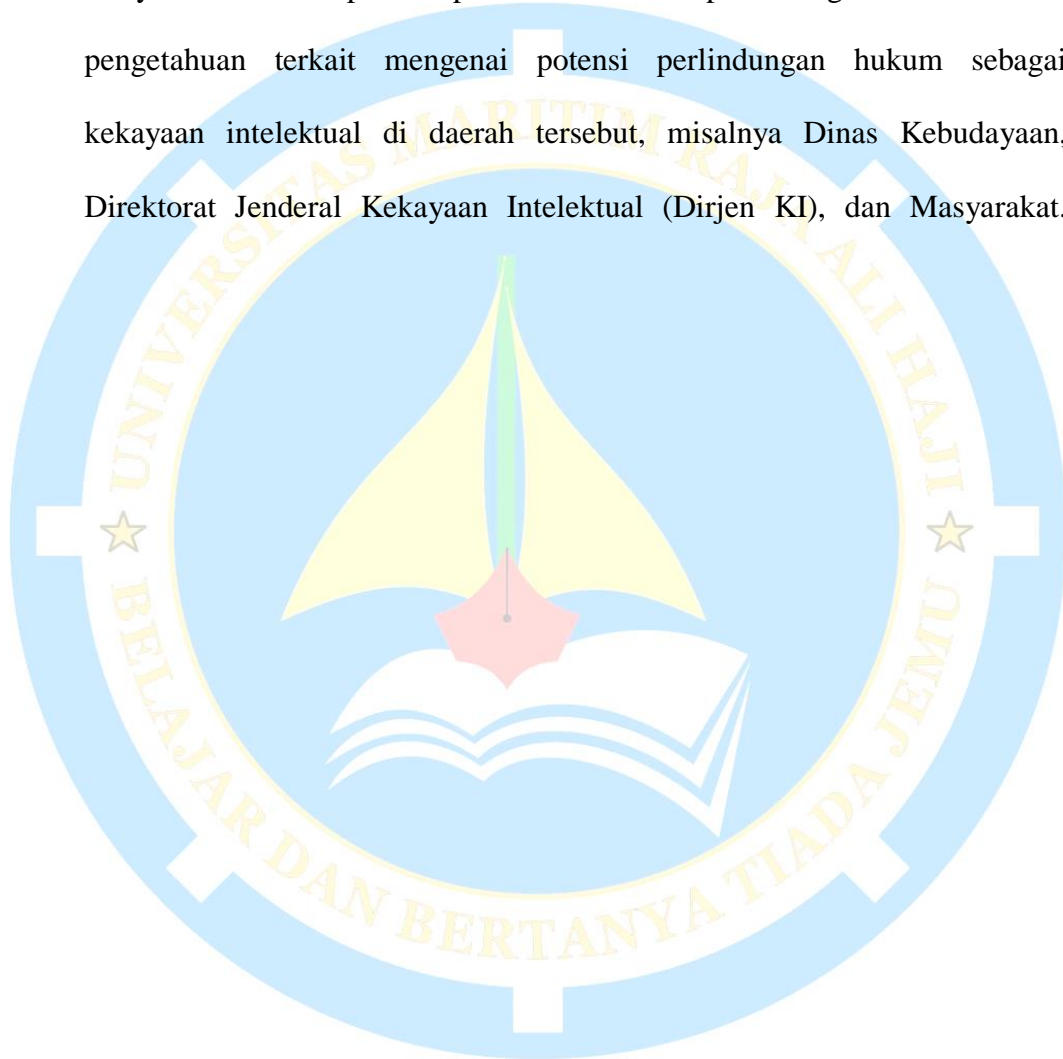 pengetahuan terkait mengenai potensi perlindungan hukum sebagai
kekayaan intelektual di daerah tersebut, misalnya Dinas Kebudayaan,
Direktorat Jenderal Kekayaan Intelektual (Dirjen KI), dan Masyarakat.
UNIVERSITAS MARITIM RAJA ALI HAJI
BELAJAR DAN BERTANYA TIADA JEMU